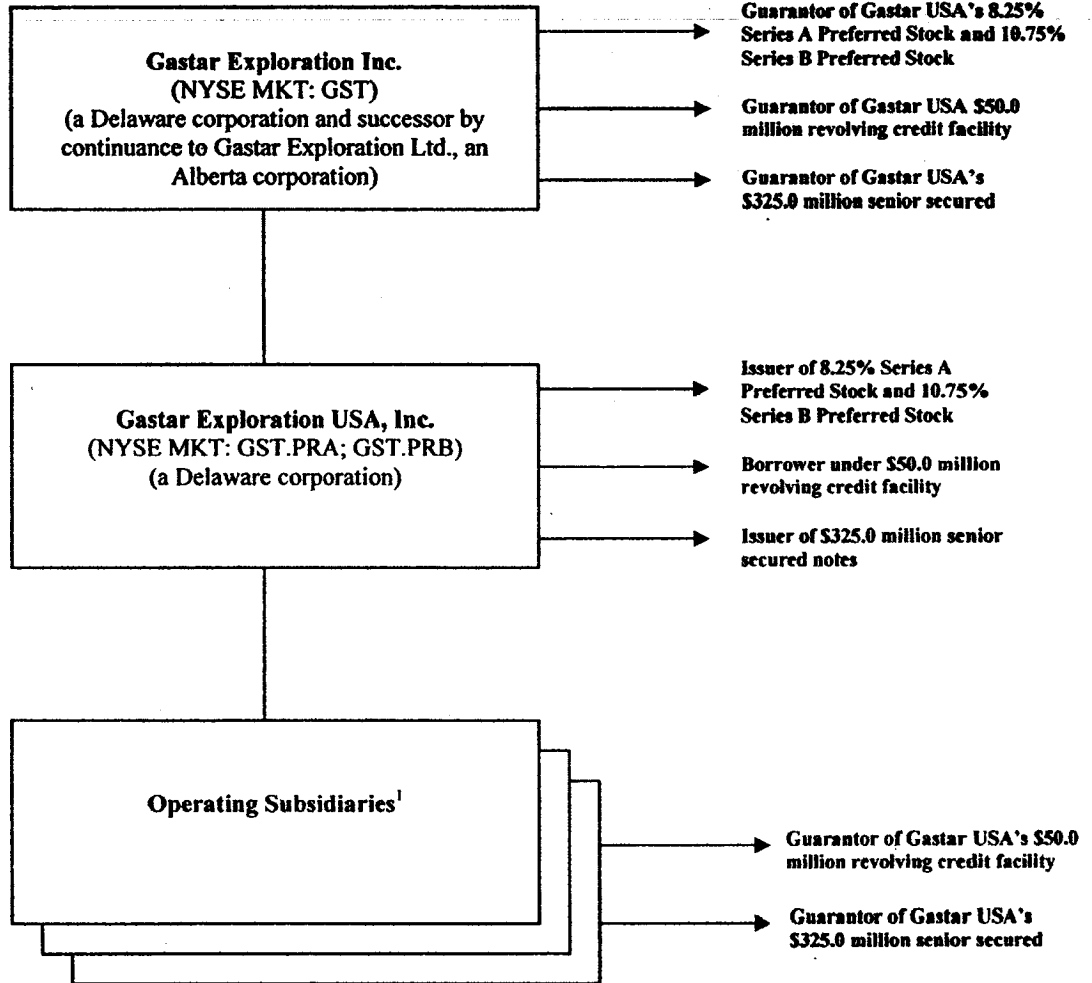 Gastar Exploration Inc.
(NYSE MKT: GST)
(a Delaware corporation and successor by
continuance to Gastar Exploration Ltd., an
Alberta corporation)
Guarantor of Gastar USA's 8.25%
Series A Preferred Stock and 10.75%
Series B Preferred Stock
Guarantor of Gastar USA $50.0
million revolving credit facility
Guarantor of Gastar USA's
$325.0 million senior secured
Gastar Exploration USA, Inc.
(NYSE MKT: GST.PRA; GST.PRB)
(a Delaware corporation)
Issuer of 8.25% Series A
Preferred Stock and 10.75%
Series B Preferred Stock
Borrower under $50.0 million
revolving credit facility
Issuer of $325.0 million senior
secured notes
Operating Subsidiaries¹
Guarantor of Gastar USA's $50.0
million revolving credit facility
Guarantor of Gastar USA's
$325.0 million senior secured